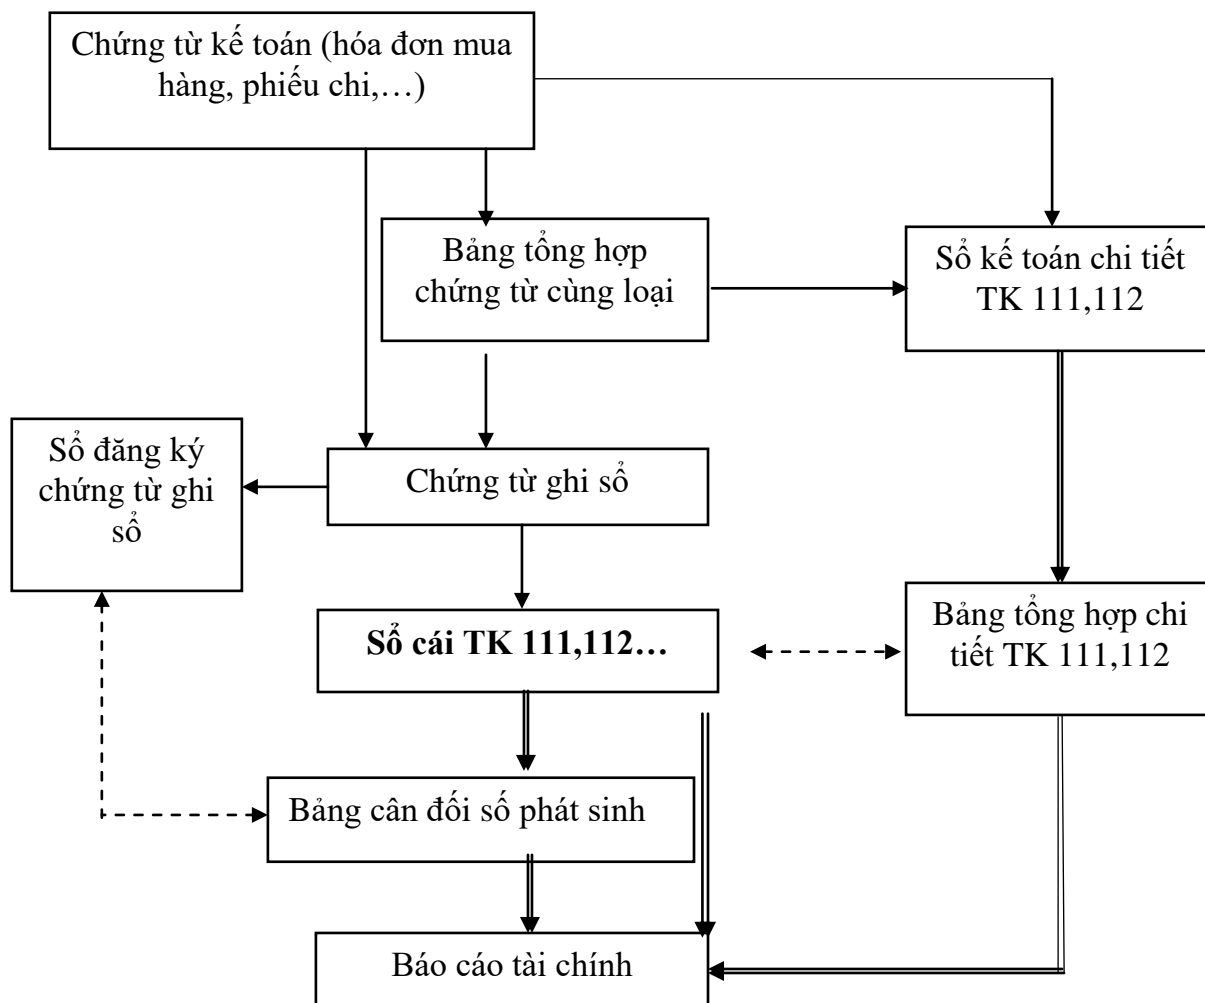 Chứng từ kế toán (hóa đơn mua
hàng, phiếu chi,…)
Bảng tổng hợp
chứng từ cùng loại
Sổ kế toán chi tiết
TK 111,112
Sổ đăng ký
chứng từ ghi
sổ
Chứng từ ghi sổ
Sổ cái TK 111,112…
Bảng tổng hợp chi
tiết TK 111,112
Bảng cân đối số phát sinh
Báo cáo tài chính